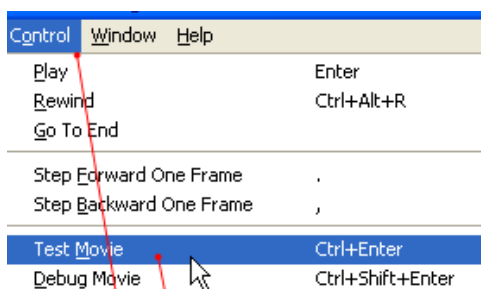 Control Window Help
Play Enter
Rewind Ctrl+Alt+R
Go To End
Step Forward One Frame .
Step Backward One Frame ,
Test Movie Ctrl+Enter
Debug Movie Ctrl+Shift+Enter